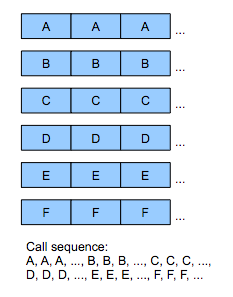 A A A ...
B B B ...
C C C ...
D D D ...
E E E ...
F F F ...
Call sequence:
A, A, A, ..., B, B, B, ..., C, C, C, ...,
D, D, D, ..., E, E, E, ..., F, F, F, ...